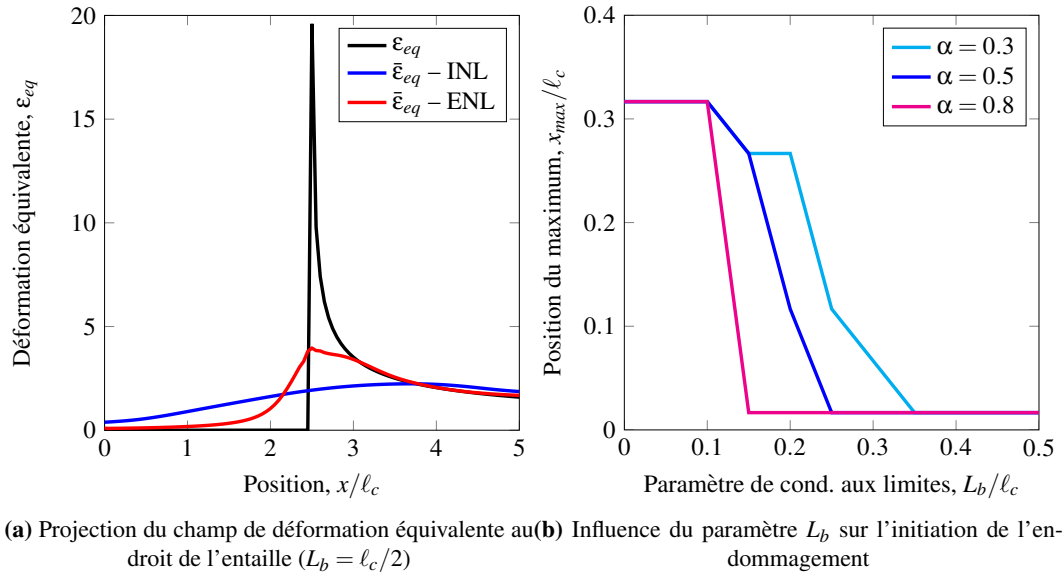 20
15
10
5
0
0 1 2 3 4 5
Déformation équivalente, ε_eq
Position, x/ℓ_c
ε_eq
ε̄_eq – INL
ε̄_eq – ENL
0.4
0.3
0.2
0.1
0
0 0.1 0.2 0.3 0.4 0.5
Position du maximum, x_max/ℓ_c
Paramètre de cond. aux limites, L_b/ℓ_c
α = 0.3
α = 0.5
α = 0.8
(a) Projection du champ de déformation équivalente au
droit de l'entaille (L_b = ℓ_c/2)
(b) Influence du paramètre L_b sur l'initiation de l'en-
dommagement